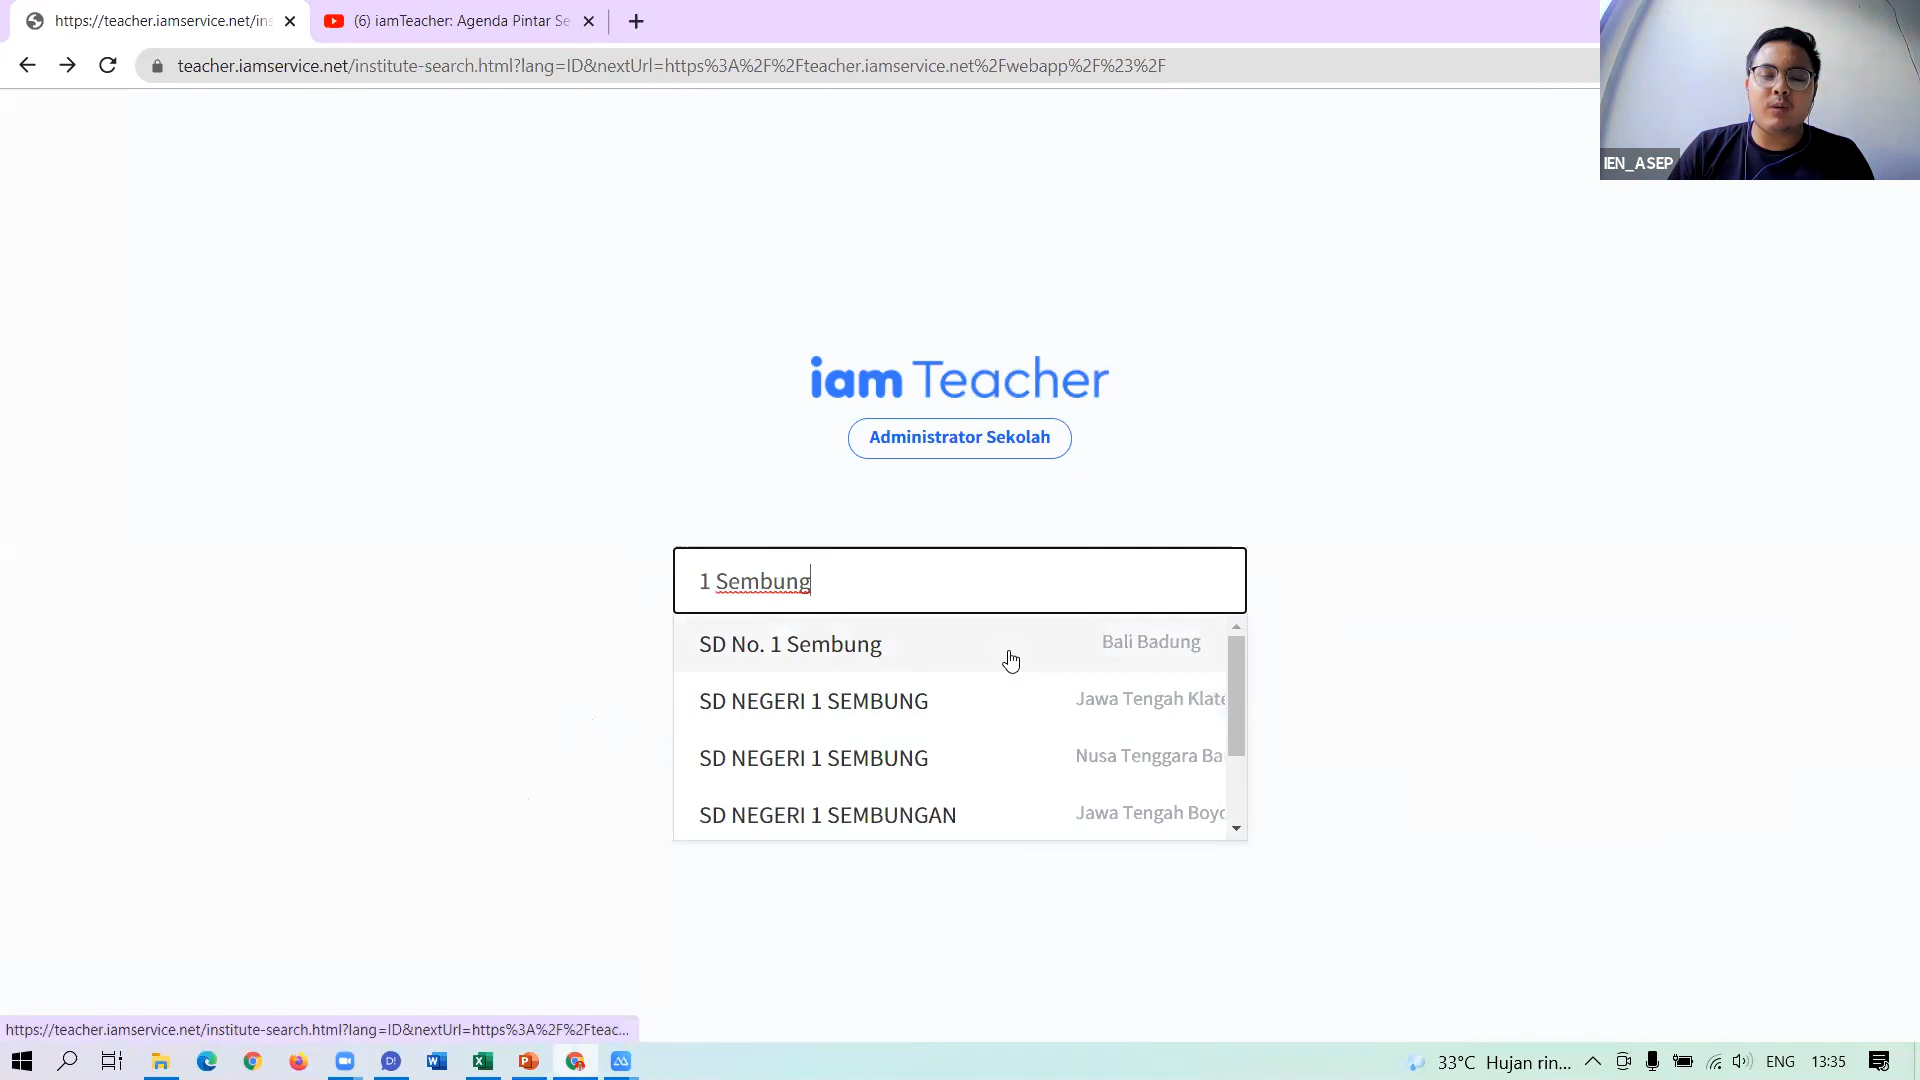 https://teacher.iamservice.net/ins
(6) iamTeacher: Agenda Pintar Se
teacher.iamservice.net/institute-search.html?lang=ID&nextUrl=https%3A%2F%2Fteacher.iamservice.net%2Fwebapp%2F%23%2F
IEN_ASEP
iam Teacher
Administrator Sekolah
1 Sembung
SD No. 1 Sembung Bali Badung
SD NEGERI 1 SEMBUNG Jawa Tengah Klate
SD NEGERI 1 SEMBUNG Nusa Tenggara Ba
SD NEGERI 1 SEMBUNGAN Jawa Tengah Boyo
https://teacher.iamservice.net/institute-search.html?lang=ID&nextUrl=https%3A%2F%2Fteac...
33°C Hujan rin... ENG 13:35